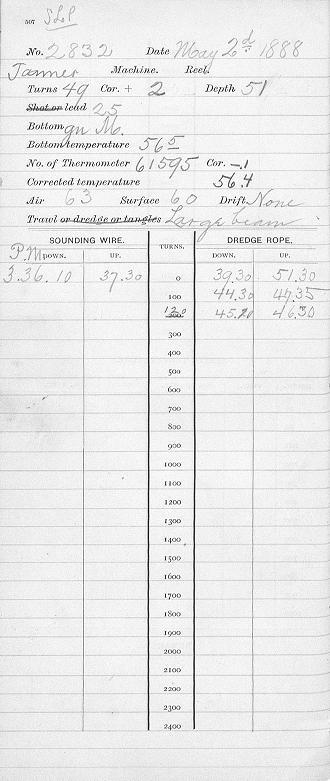 507 SLP
No. 2832 Date May 2d. 1888
Tanner Machine. Reel.
Turns 49 Cor. + 2 Depth 51
Shot or lead 25
Bottom gn M.
Bottom temperature 565
No. of Thermometer 61595 Cor. -.1
Corrected temperature 56.4
Air 63 Surface 60 Drift None
Trawl or dredge or tangles Large beam
SOUNDING WIRE. TURNS. DREDGE ROPE.
P.M. DOWN. UP. DOWN. UP.
3.36.10 37.30 0 39.30 51.30
100 44.30 47.35
120 200 45.20 46.30
300
400
500
600
700
800
900
1000
1100
1200
1300
1400
1500
1600
1700
1800
1900
2000
2100
2200
2300
2400